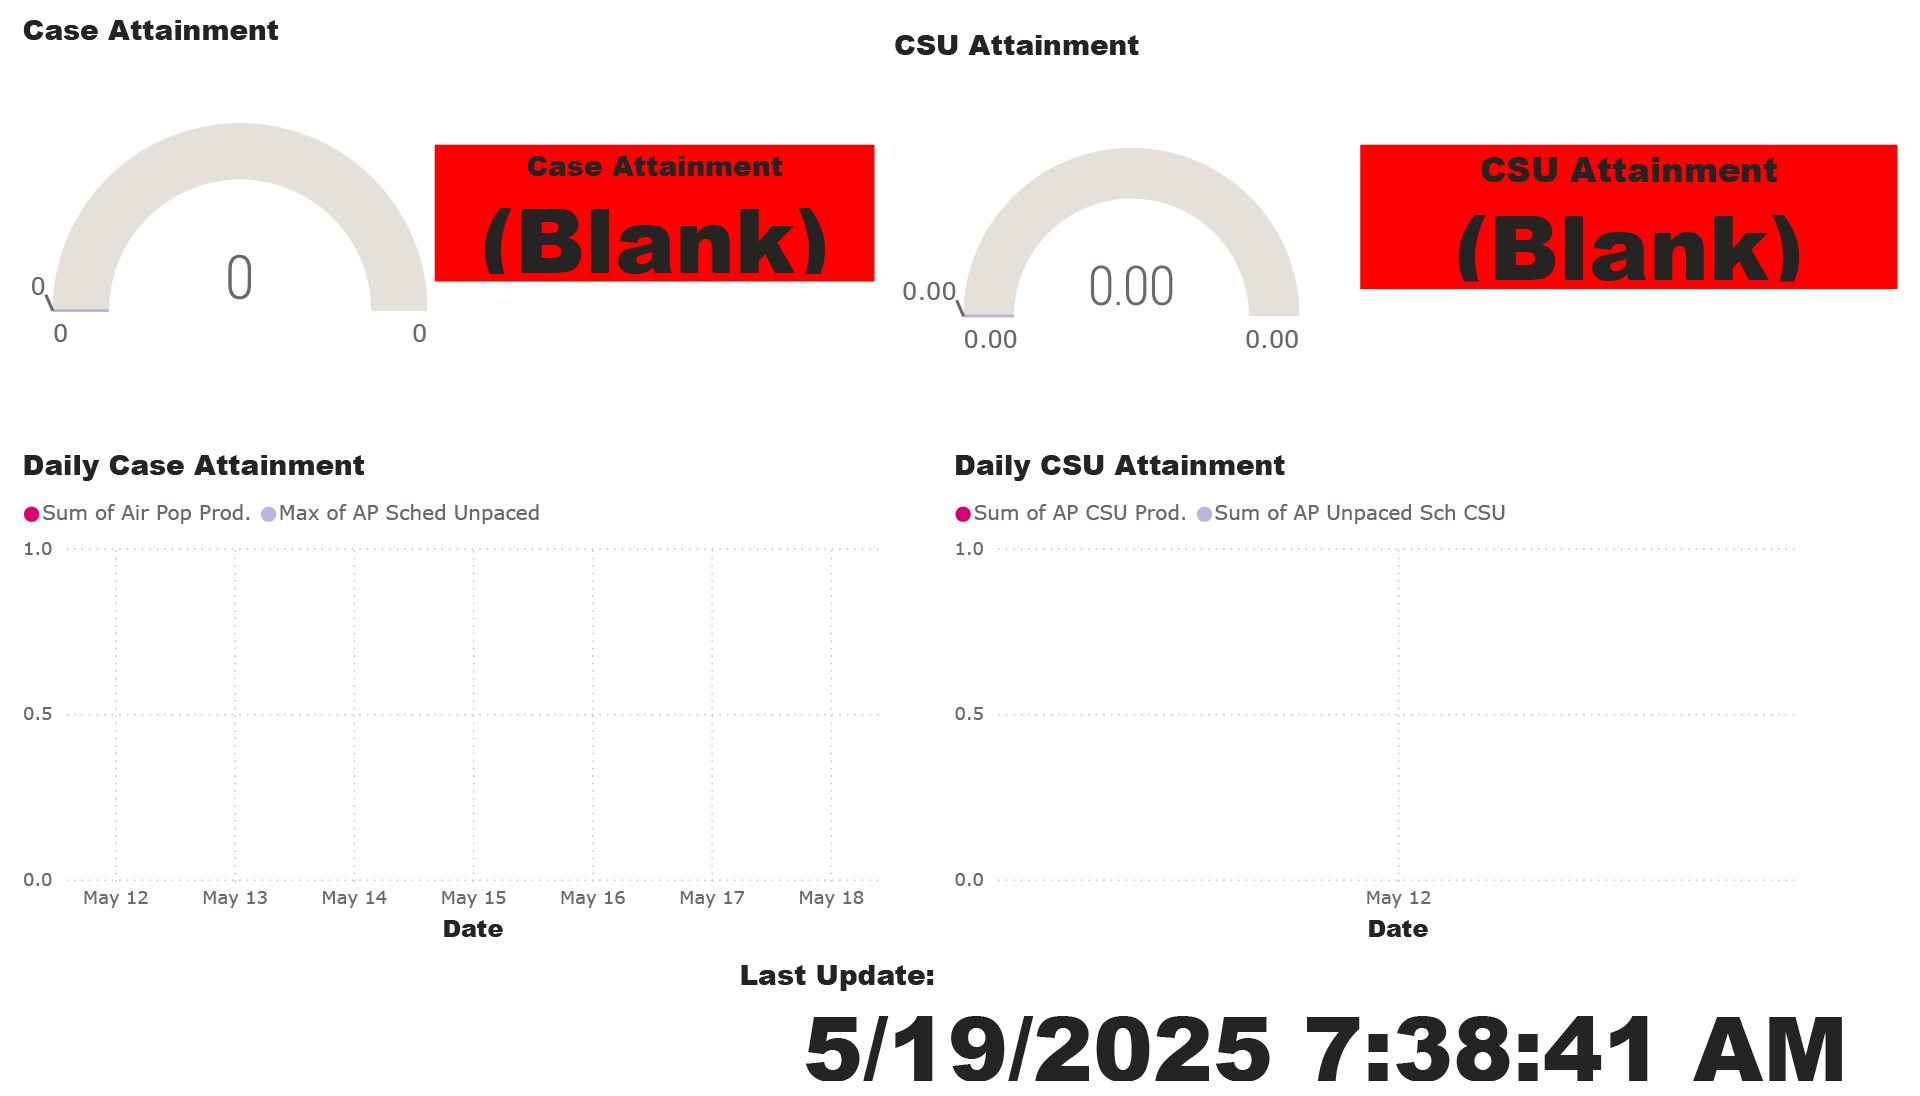 Case Attainment
0
0
0
0
Case Attainment
(Blank)
CSU Attainment
0.00
0.00
0.00
0.00
CSU Attainment
(Blank)
Daily Case Attainment
Sum of Air Pop Prod. Max of AP Sched Unpaced
1.0
0.5
0.0
May 12 May 13 May 14 May 15 May 16 May 17 May 18
Date
Daily CSU Attainment
Sum of AP CSU Prod. Sum of AP Unpaced Sch CSU
1.0
0.5
0.0
May 12
Date
Last Update:
5/19/2025 7:38:41 AM